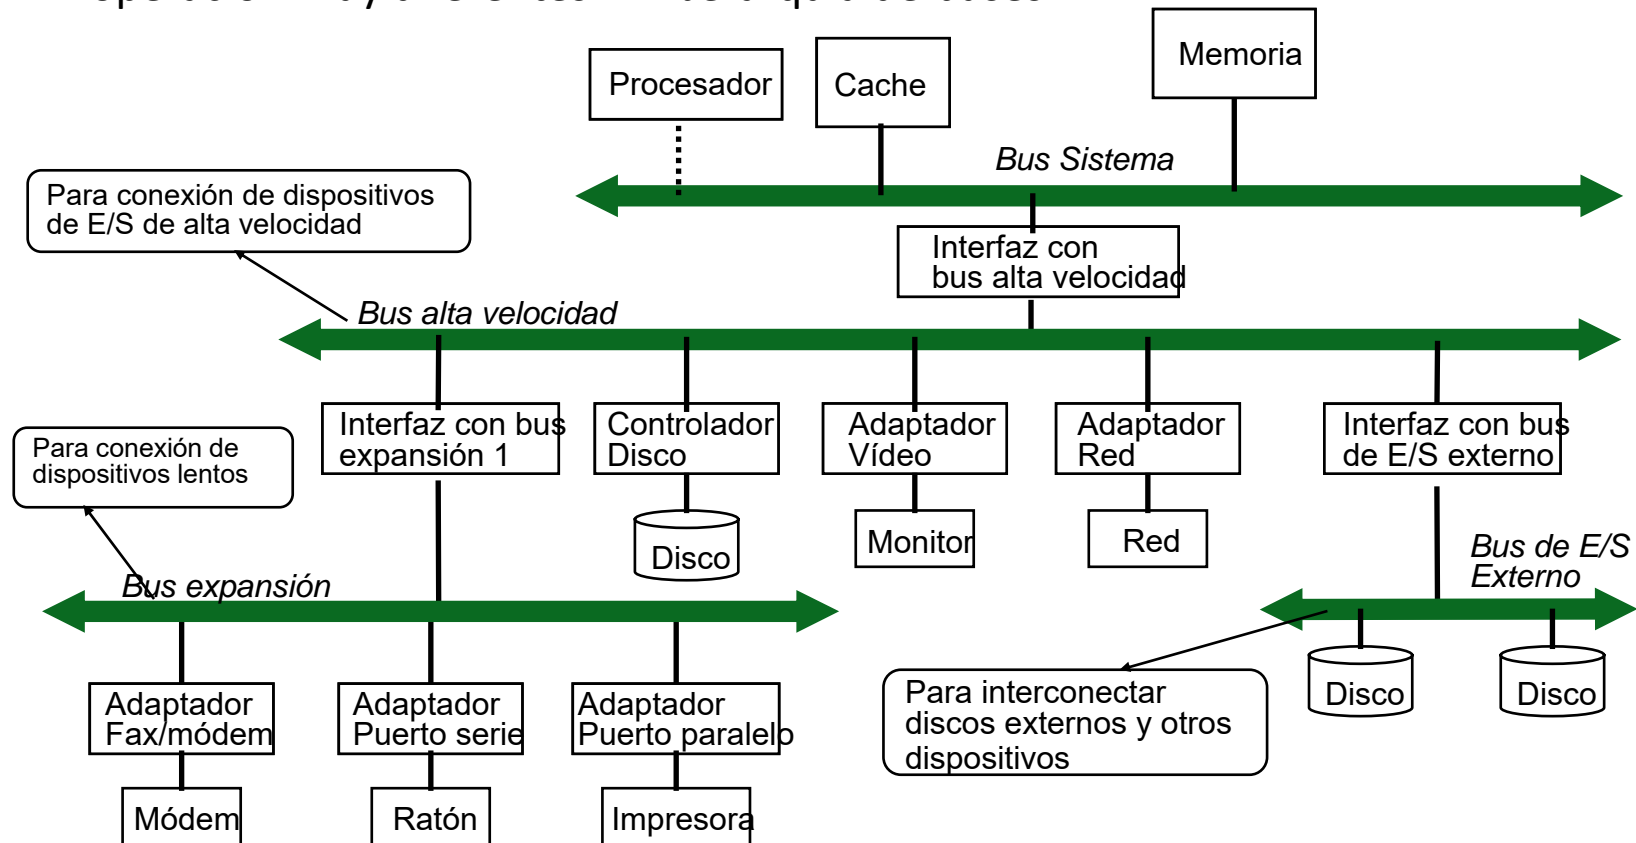 Procesador
Cache
Memoria
Bus Sistema
Para conexión de dispositivos
de E/S de alta velocidad
Interfaz con
bus alta velocidad
Bus alta velocidad
Interfaz con bus
expansión 1
Controlador
Disco
Adaptador
Vídeo
Adaptador
Red
Interfaz con bus
de E/S externo
Para conexión de
dispositivos lentos
Disco
Monitor
Red
Bus de E/S
Externo
Bus expansión
Adaptador
Fax/módem
Adaptador
Puerto serie
Adaptador
Puerto paralelo
Para interconectar
discos externos y otros
dispositivos
Disco
Disco
Módem
Ratón
Impresora